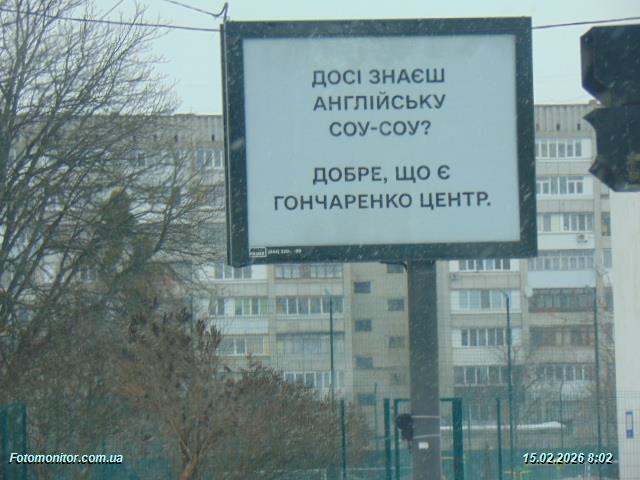 ДОСІ ЗНАЄШ
АНГЛІЙСЬКУ
СОУ-СОУ?
ДОБРЕ, ЩО Є
ГОНЧАРЕНКО ЦЕНТР.
Fotomonitor.com.ua
15.02.2026 8:02